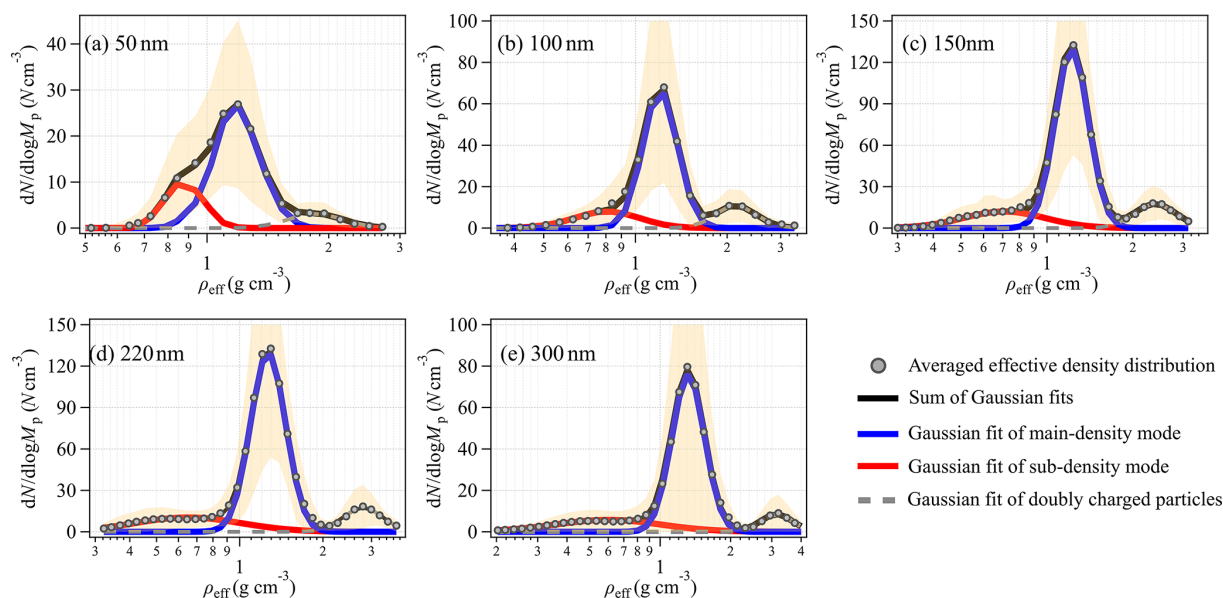 (a) 50 nm
dN/dlogMp (N cm-3)
40
30
20
10
0
5 6 7 8 9 2 3
1
ρeff (g cm-3)
(b) 100 nm
dN/dlogMp (N cm-3)
100
80
60
40
20
0
4 5 6 7 8 9 2 3
1
ρeff (g cm-3)
(c) 150nm
dN/dlogMp (N cm-3)
150
120
90
60
30
0
3 4 5 6 7 8 9 2 3
1
ρeff (g cm-3)
(d) 220 nm
dN/dlogMp (N cm-3)
150
120
90
60
30
0
3 4 5 6 7 8 9 2 3
1
ρeff (g cm-3)
(e) 300 nm
dN/dlogMp (N cm-3)
100
80
60
40
20
0
2 3 4 5 6 7 8 9 2 3 4
1
ρeff (g cm-3)
Averaged effective density distribution
Sum of Gaussian fits
Gaussian fit of main-density mode
Gaussian fit of sub-density mode
Gaussian fit of doubly charged particles